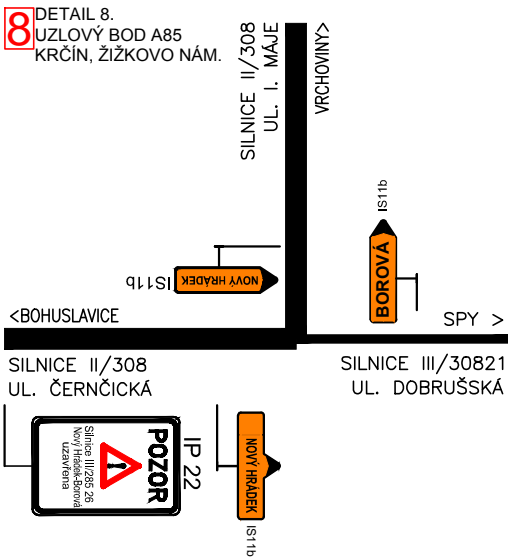 8
DETAIL 8.
UZLOVÝ BOD A85
KRČÍN, ŽIŽKOVO NÁM.
SILNICE II/308
UL. I. MÁJE
VRCHOVINY>
IS11b
NOVÝ HRÁDEK
IS11b
BOROVÁ
<BOHUSLAVICE
SPY >
SILNICE II/308
UL. ČERNČICKÁ
SILNICE III/30821
UL. DOBRUŠSKÁ
IP 22
POZOR
Silnice III/285 26
Nový Hrádek-Borová
uzavřena
NOVÝ HRÁDEK
IS11b